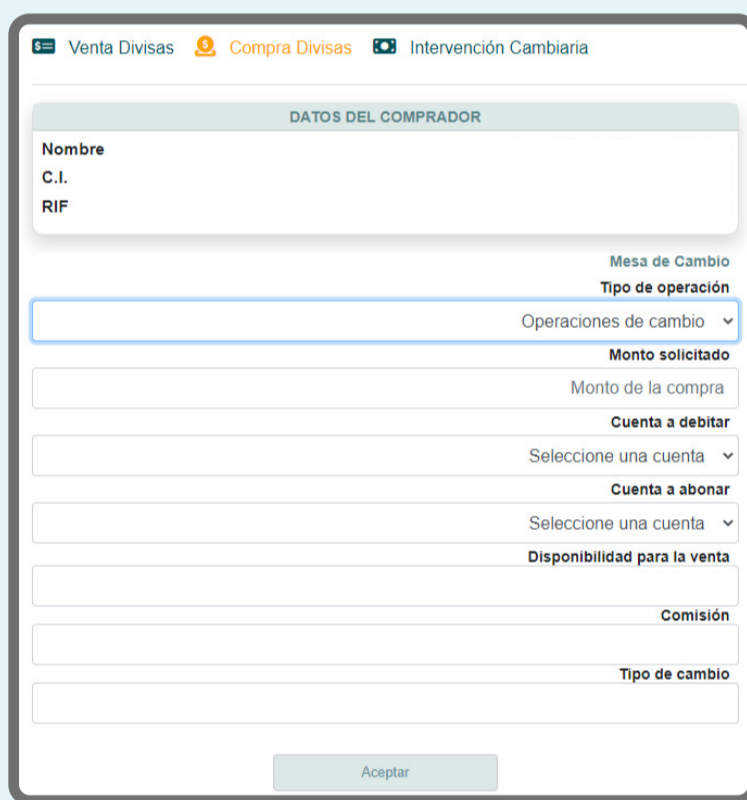 Venta Divisas Compra Divisas Intervención Cambiaria
DATOS DEL COMPRADOR
Nombre
C.I.
RIF
Mesa de Cambio
Tipo de operación
Operaciones de cambio
Monto solicitado
Monto de la compra
Cuenta a debitar
Seleccione una cuenta
Cuenta a abonar
Seleccione una cuenta
Disponibilidad para la venta
Comisión
Tipo de cambio
Aceptar